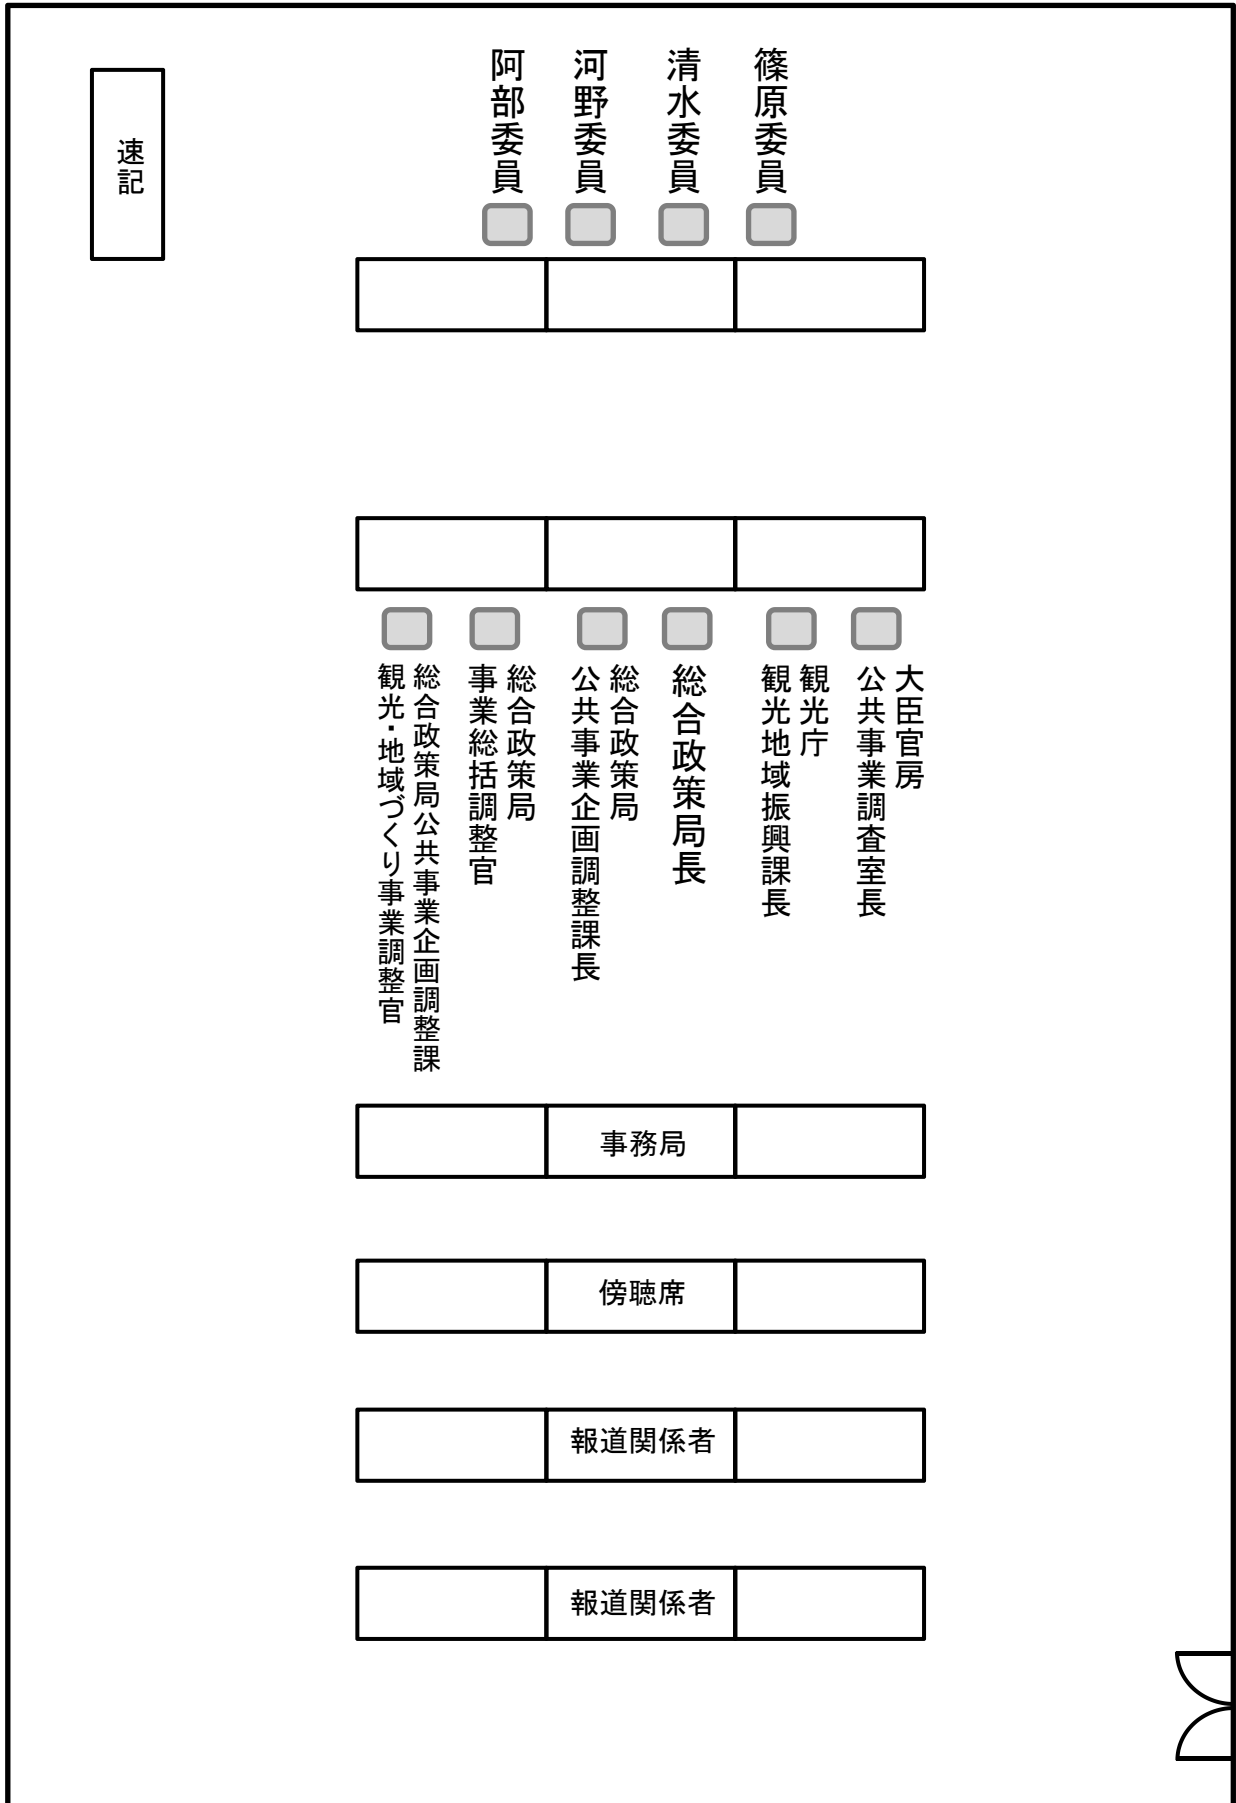 速記
阿部委員
河野委員
清水委員
篠原委員
総合政策局公共事業企画調整課
観光・地域づくり事業調整官
総合政策局
事業総括調整官
総合政策局
公共事業企画調整課長
総合政策局長
観光庁
観光地域振興課長
大臣官房
公共事業調査室長
事務局
傍聴席
報道関係者
報道関係者